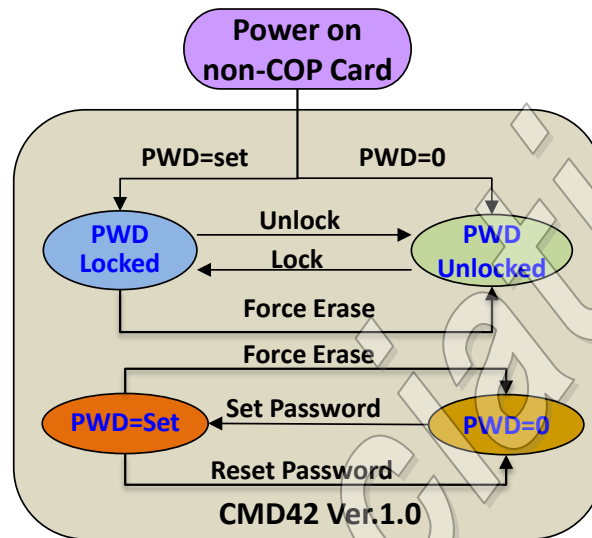 Power on
non-COP Card
PWD=set
PWD=0
PWD
Locked
Unlock
Lock
PWD
Unlocked
Force Erase
Force Erase
PWD=Set
Set Password
PWD=0
Reset Password
CMD42 Ver.1.0